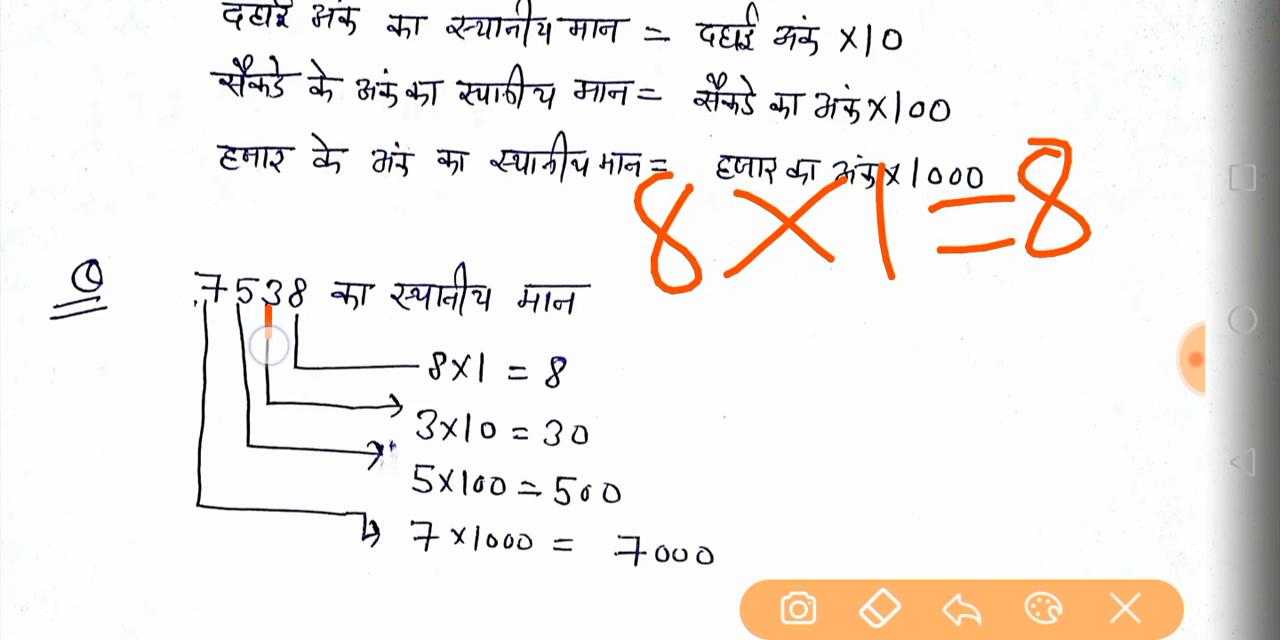 दहाई अंक का स्थानीय मान = दहाई अंक ×10
सैकडे के अंक का स्थानीय मान = सैकडे का अंक ×100
हजार के अंक का स्थानीय मान = हजार का अंक ×1000
8×1=8
Q 7538 का स्थानीय मान
8×1 = 8
3×10 = 30
5×100 = 500
7×1000 = 7000